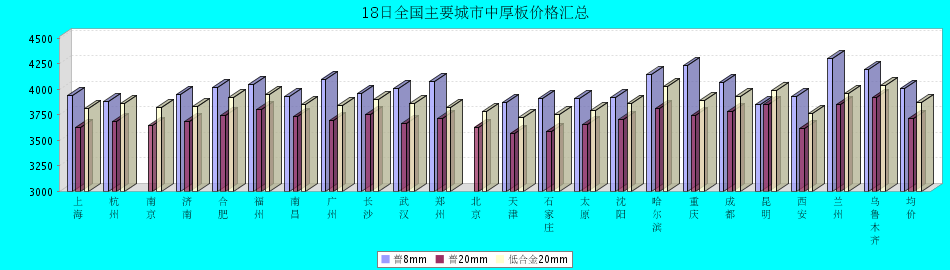 18日全国主要城市中厚板价格汇总
4500
4250
4000
3750
3500
3250
3000
上海
杭州
南京
济南
合肥
福州
南昌
广州
长沙
武汉
郑州
北京
天津
石家庄
太原
沈阳
哈尔滨
重庆
成都
昆明
西安
兰州
乌鲁木齐
均价
普8mm 普20mm 低合金20mm